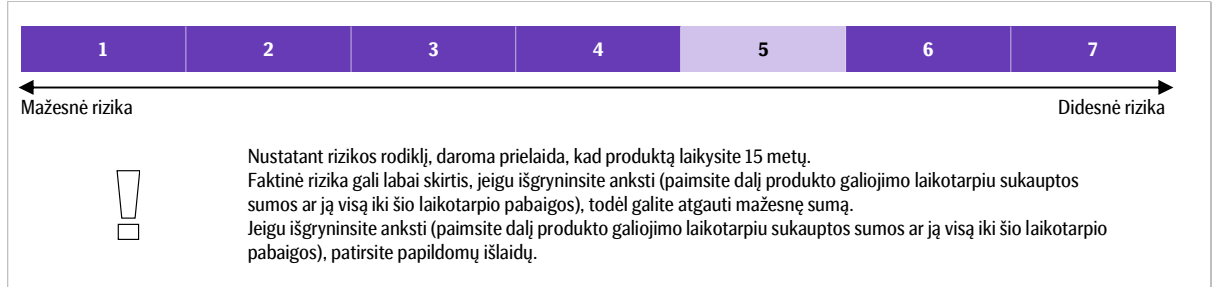 1 2 3 4 5 6 7
Mažesnė rizika Didesnė rizika
Nustatant rizikos rodiklį, daroma prielaida, kad produktą laikysite 15 metų.
Faktinė rizika gali labai skirtis, jeigu išgryninsite anksti (paimsite dalį produkto galiojimo laikotarpiu sukauptos
sumos ar ją visą iki šio laikotarpio pabaigos), todėl galite atgauti mažesnę sumą.
Jeigu išgryninsite anksti (paimsite dalį produkto galiojimo laikotarpiu sukauptos sumos ar ją visą iki šio laikotarpio
pabaigos), patirsite papildomų išlaidų.